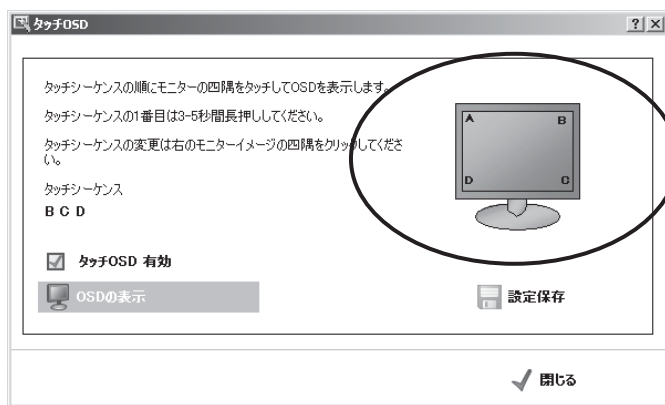 タッチOSD
タッチシーケンスの順にモニターの四隅をタッチしてOSDを表示します。
タッチシーケンスの1番目は3-5秒間長押ししてください。
タッチシーケンスの変更は右のモニターイメージの四隅をクリックしてくださ
い。
A B
D C
タッチシーケンス
B C D
タッチOSD 有効
OSDの表示
設定保存
閉じる